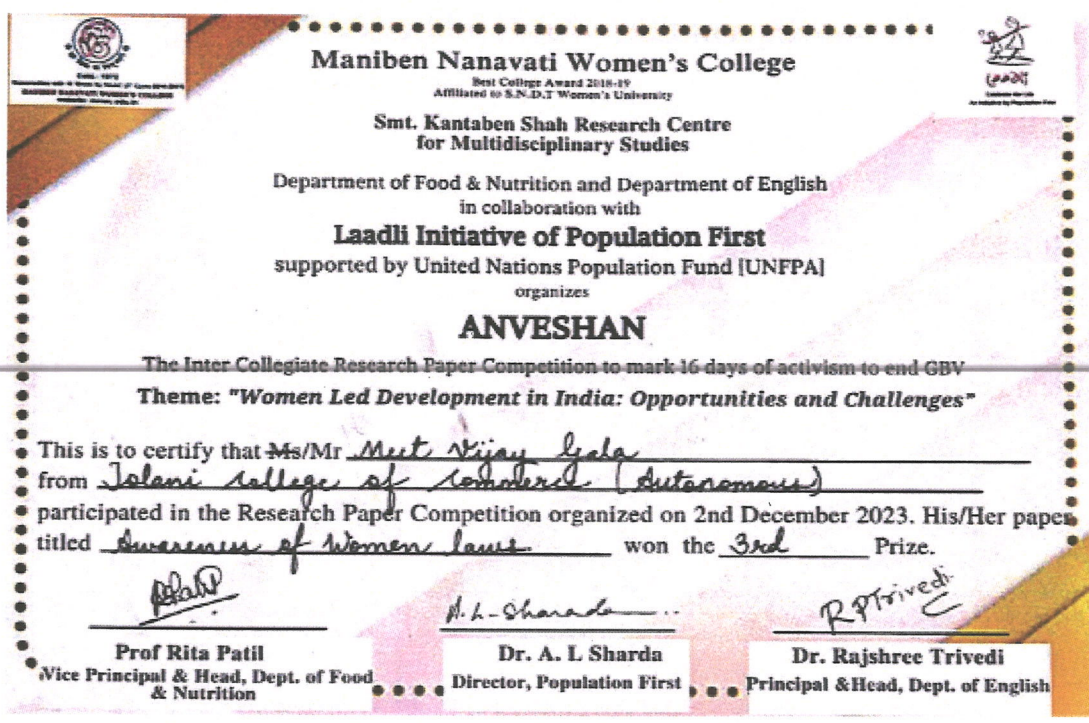 Maniben Nanavati Women's College
Best College Award 2018-19
Affiliated to S.N.D.T Women's University
Smt. Kantaben Shah Research Centre
for Multidisciplinary Studies
Department of Food & Nutrition and Department of English
in collaboration with
Laadli Initiative of Population First
supported by United Nations Population Fund [UNFPA]
organizes
ANVESHAN
The Inter Collegiate Research Paper Competition to mark 16 days of activism to end GBV
Theme: "Women Led Development in India: Opportunities and Challenges"
This is to certify that Ms/Mr Meet Vijay Gala
from Jolani College of Commerce (Autonomous)
participated in the Research Paper Competition organized on 2nd December 2023. His/Her paper
titled Awareness of Women laws won the 3rd Prize.
A. L - Sharada
RPTrivedi
Prof Rita Patil
Vice Principal & Head, Dept. of Food
& Nutrition
Dr. A. L Sharda
Director, Population First
Dr. Rajshree Trivedi
Principal &Head, Dept. of English